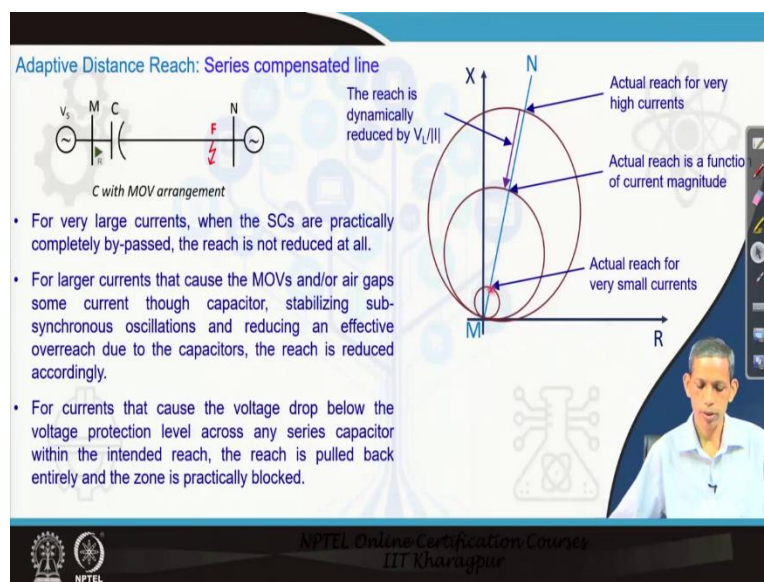 Adaptive Distance Reach: Series compensated line
V_S M C N
F
R
C with MOV arrangement
• For very large currents, when the SCs are practically
completely by-passed, the reach is not reduced at all.
• For larger currents that cause the MOVs and/or air gaps
some current though capacitor, stabilizing sub-
synchronous oscillations and reducing an effective
overreach due to the capacitors, the reach is reduced
accordingly.
• For currents that cause the voltage drop below the
voltage protection level across any series capacitor
within the intended reach, the reach is pulled back
entirely and the zone is practically blocked.
X
N
The reach is
dynamically
reduced by V_L/|I|
Actual reach for very
high currents
Actual reach is a functio
of current magnitude
Actual reach for
very small currents
M
R
NPTEL Online Certification Courses
IIT Kharagpur
NPTEL